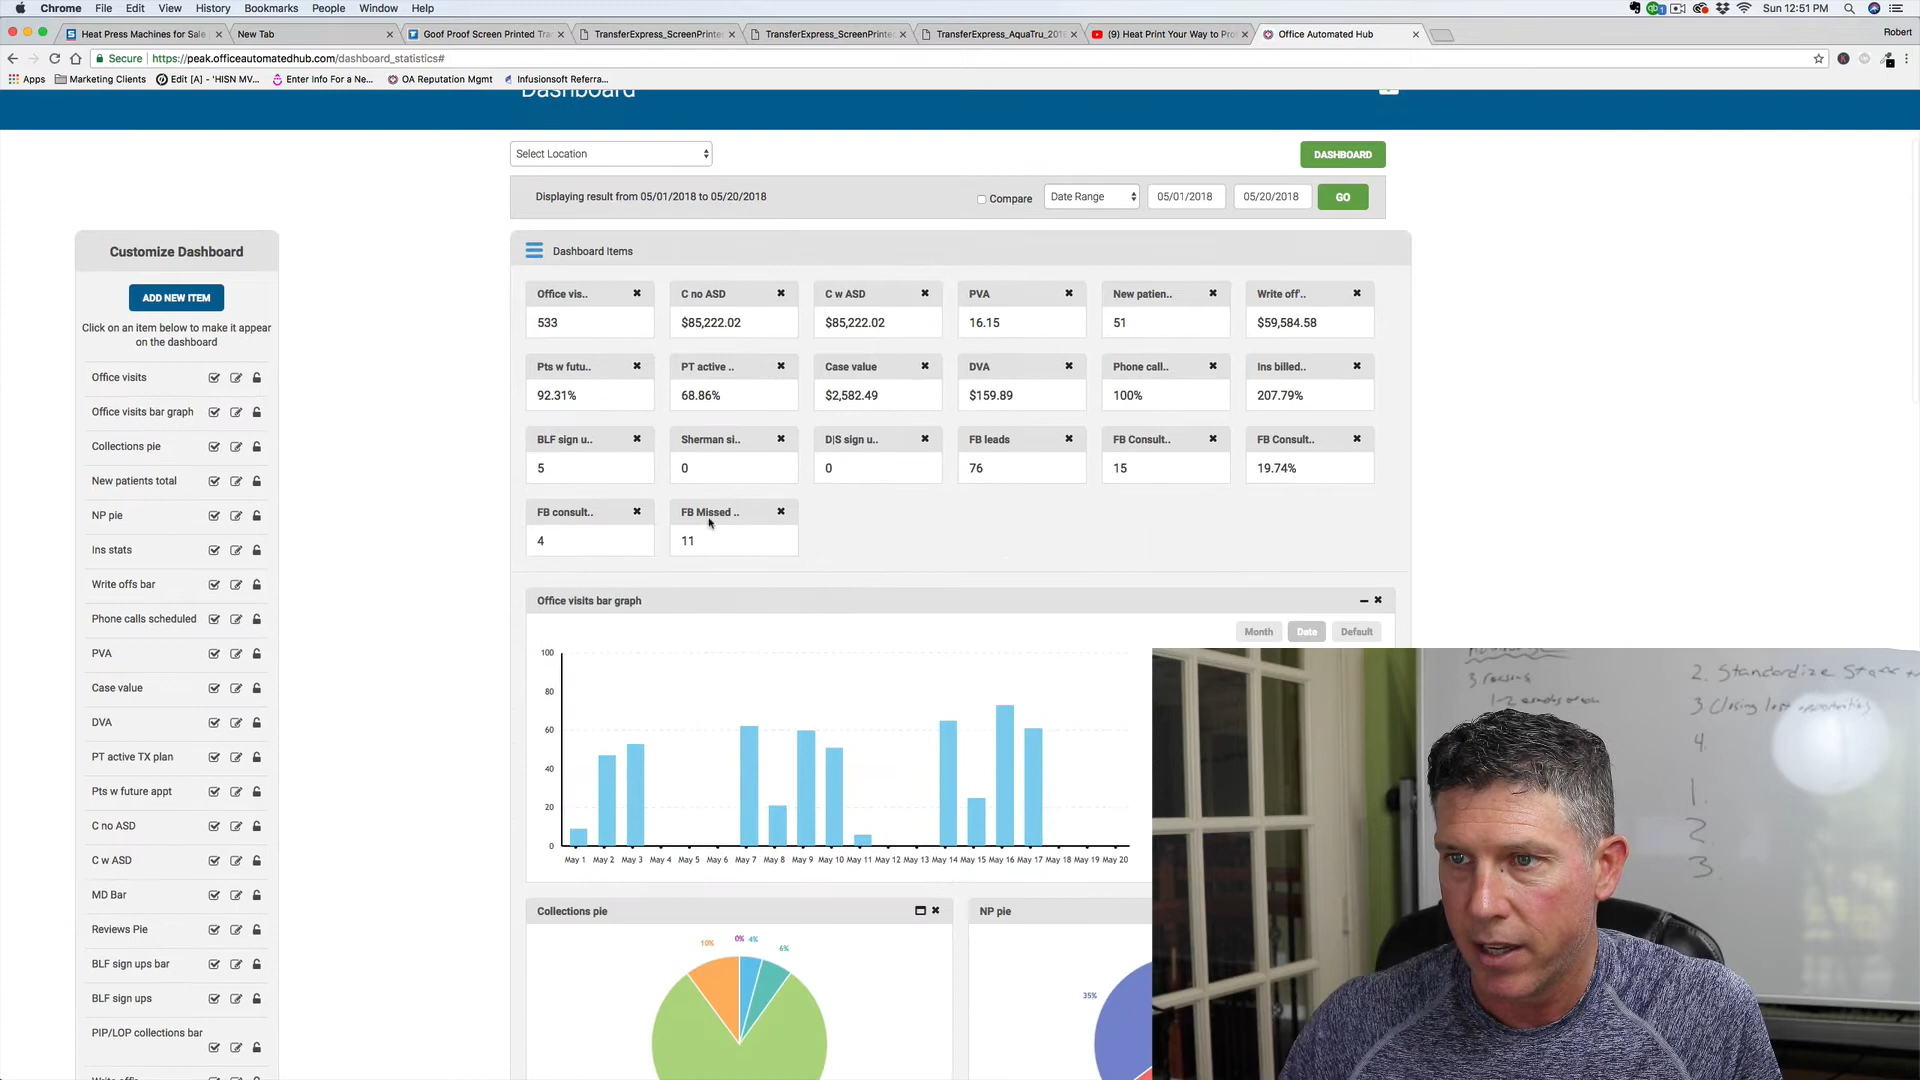 Chrome File Edit View History Bookmarks People Window Help
Sun 12:51 PM
Heat Press Machines for Sale
New Tab
Goof Proof Screen Printed Tra
TransferExpress_ScreenPrinte
TransferExpress_ScreenPrinte
TransferExpress_AquaTru_201
(9) Heat Print Your Way to Pro
Office Automated Hub
Robert
Secure https://peak.officeautomatedhub.com/dashboard_statistics#
Apps Marketing Clients Edit [A] - 'HISN MV... Enter Info For a Ne... OA Reputation Mgmt Infusionsoft Referra...
Dashboard
Select Location
DASHBOARD
Displaying result from 05/01/2018 to 05/20/2018
Compare
Date Range
05/01/2018
05/20/2018
GO
Customize Dashboard
ADD NEW ITEM
Click on an item below to make it appear
on the dashboard
Office visits
Office visits bar graph
Collections pie
New patients total
NP pie
Ins stats
Write offs bar
Phone calls scheduled
PVA
Case value
DVA
PT active TX plan
Pts w future appt
C no ASD
C w ASD
MD Bar
Reviews Pie
BLF sign ups bar
BLF sign ups
PIP/LOP collections bar
Dashboard Items
Office vis.. C no ASD C w ASD PVA New patien.. Write off'..
533 $85,222.02 $85,222.02 16.15 51 $59,584.58
Pts w futu.. PT active .. Case value DVA Phone call.. Ins billed..
92.31% 68.86% $2,582.49 $159.89 100% 207.79%
BLF sign u.. Sherman si.. D|S sign u.. FB leads FB Consult.. FB Consult..
5 0 0 76 15 19.74%
FB consult.. FB Missed ..
4 11
Office visits bar graph
Month Date Default
100
80
60
40
20
0
May 1 May 2 May 3 May 4 May 5 May 6 May 7 May 8 May 9 May 10 May 11 May 12 May 13 May 14 May 15 May 16 May 17 May 18 May 19 May 20
Collections pie
NP pie
10% 0% 4% 6%
35%
2. Standardize
3. Closing lost
4.
1.
2.
3.